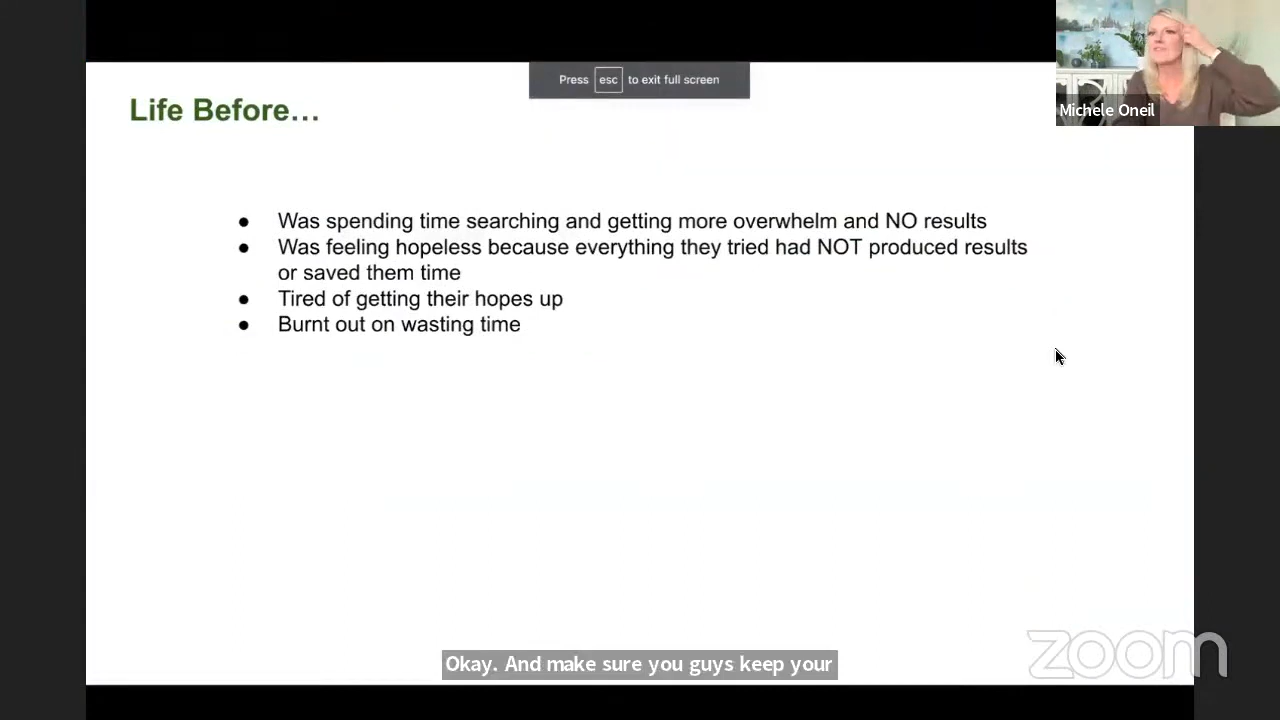 Press esc to exit full screen
Michele Oneil
Life Before…
● Was spending time searching and getting more overwhelm and NO results
● Was feeling hopeless because everything they tried had NOT produced results
or saved them time
● Tired of getting their hopes up
● Burnt out on wasting time
Okay. And make sure you guys keep your
zoom